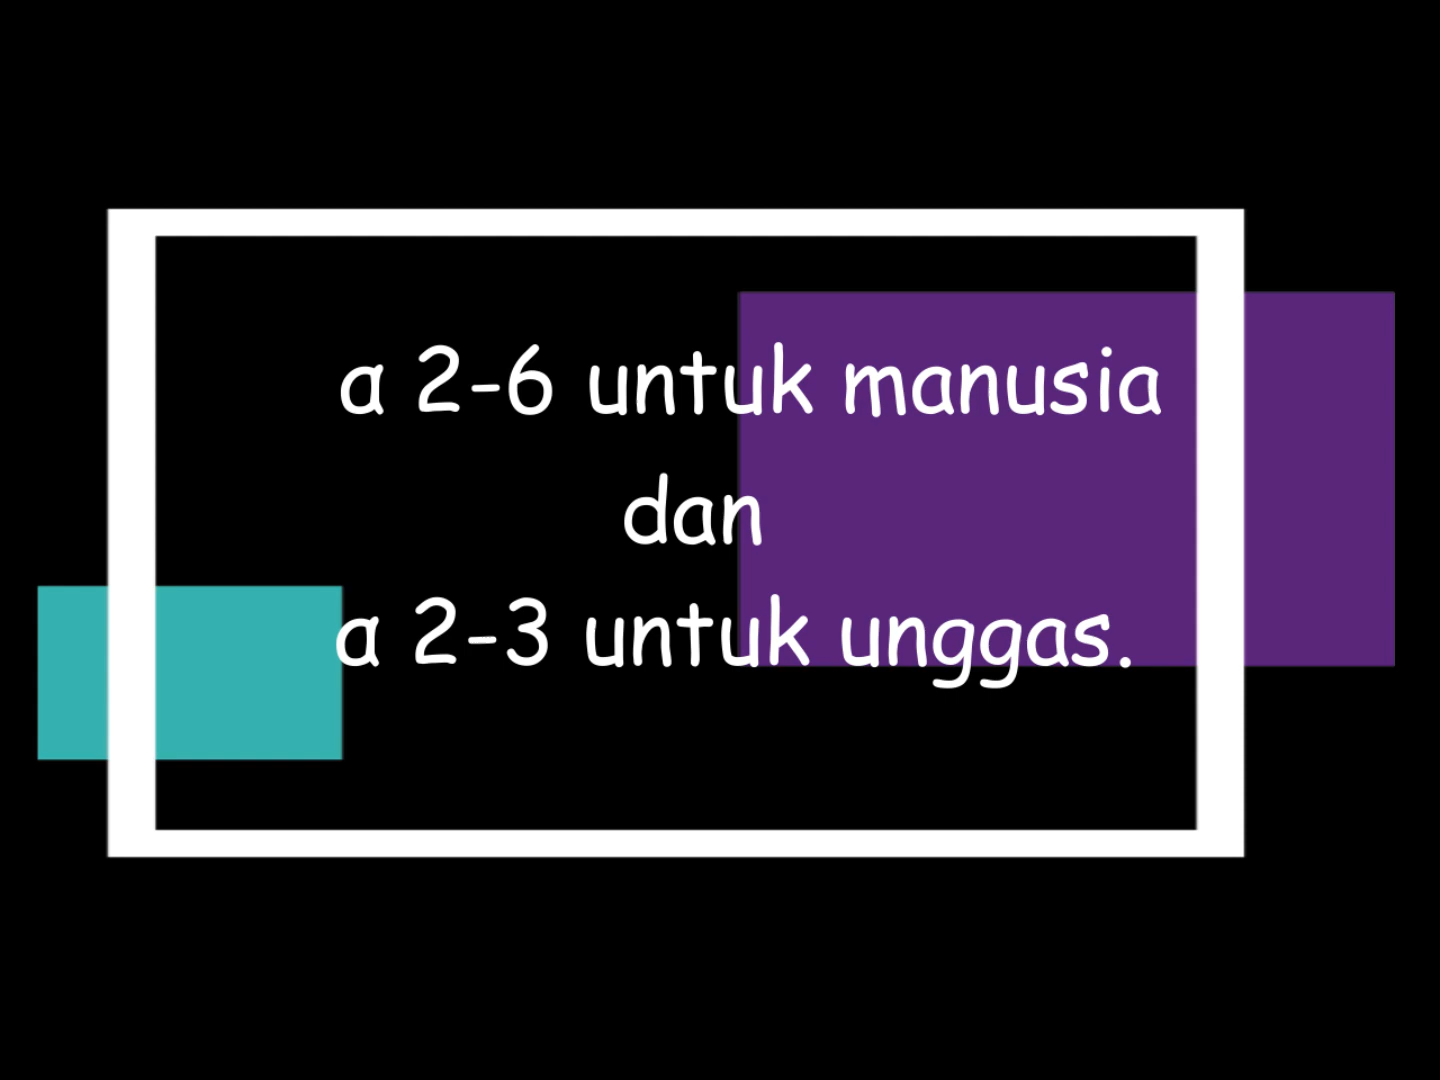 α 2-6 untuk manusia
dan
α 2-3 untuk unggas.